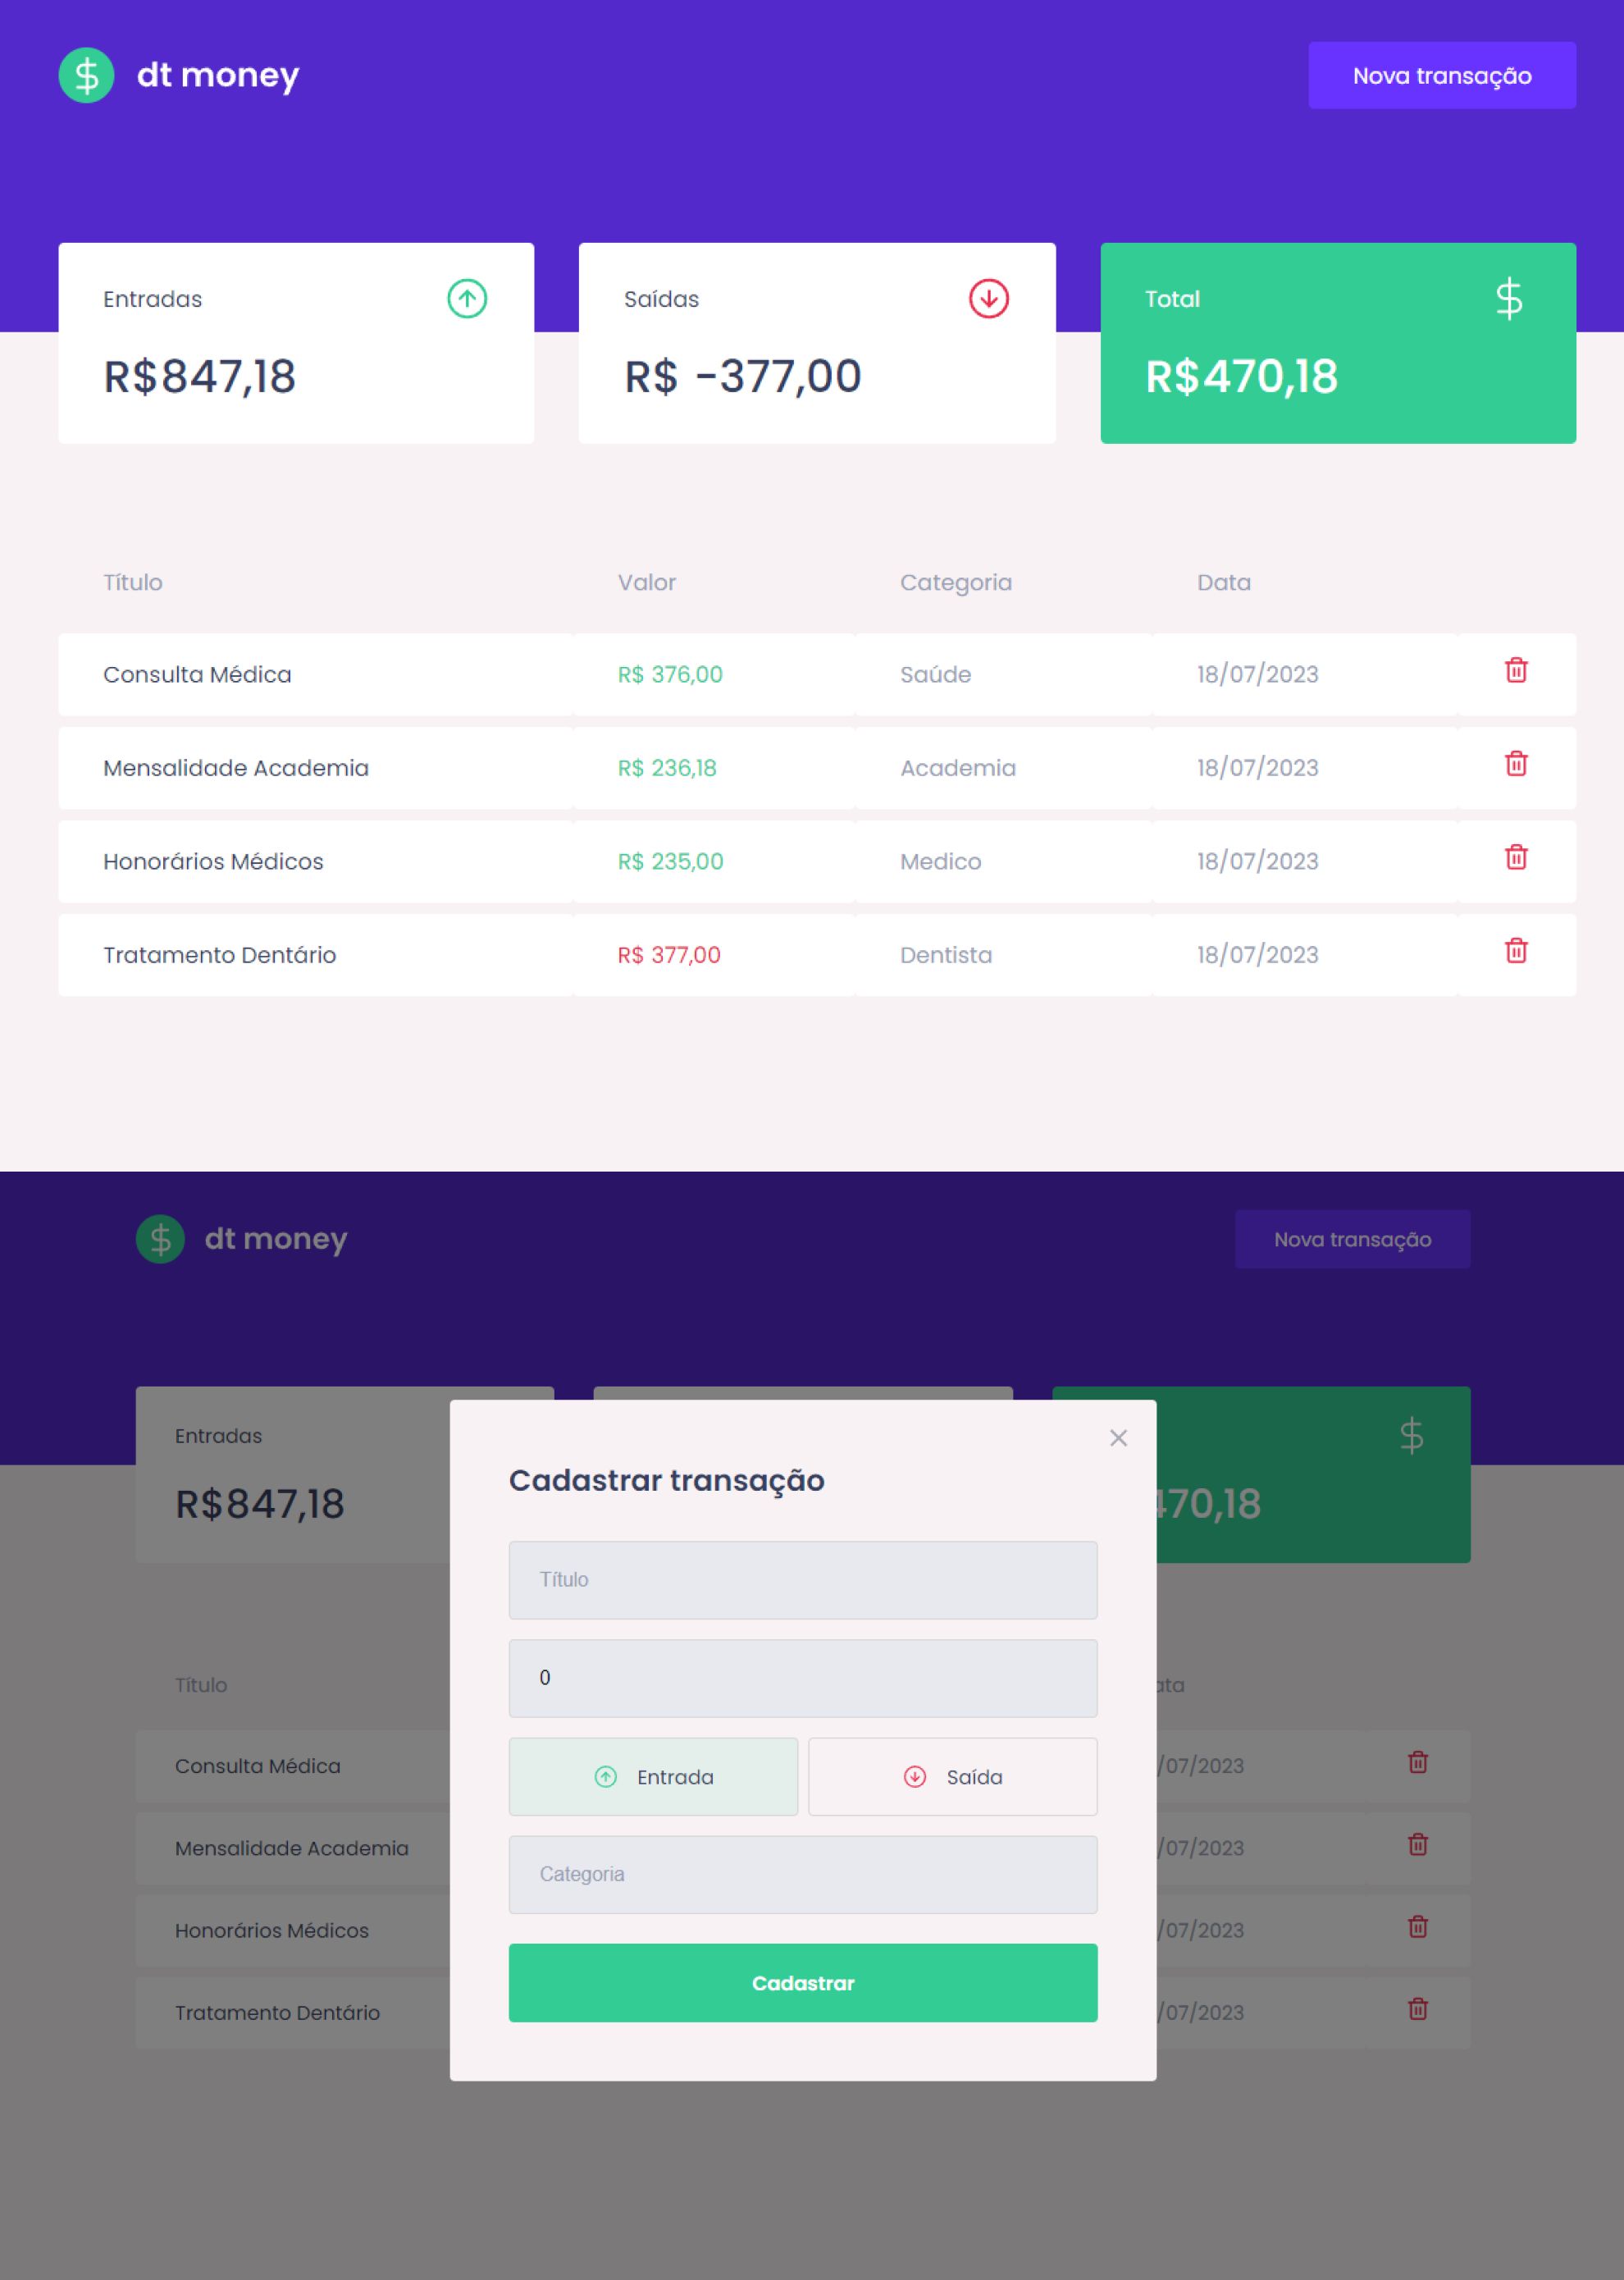 dt money
Nova transação
Entradas
Saídas
Total
R$847,18
R$ -377,00
R$470,18
Título Valor Categoria Data
Consulta Médica R$ 376,00 Saúde 18/07/2023
Mensalidade Academia R$ 236,18 Academia 18/07/2023
Honorários Médicos R$ 235,00 Medico 18/07/2023
Tratamento Dentário R$ 377,00 Dentista 18/07/2023
dt money
Nova transação
Entradas
R$847,18
470,18
Cadastrar transação
Título
0
Entrada
Saída
Categoria
Cadastrar
Título ata
Consulta Médica /07/2023
Mensalidade Academia /07/2023
Honorários Médicos /07/2023
Tratamento Dentário /07/2023